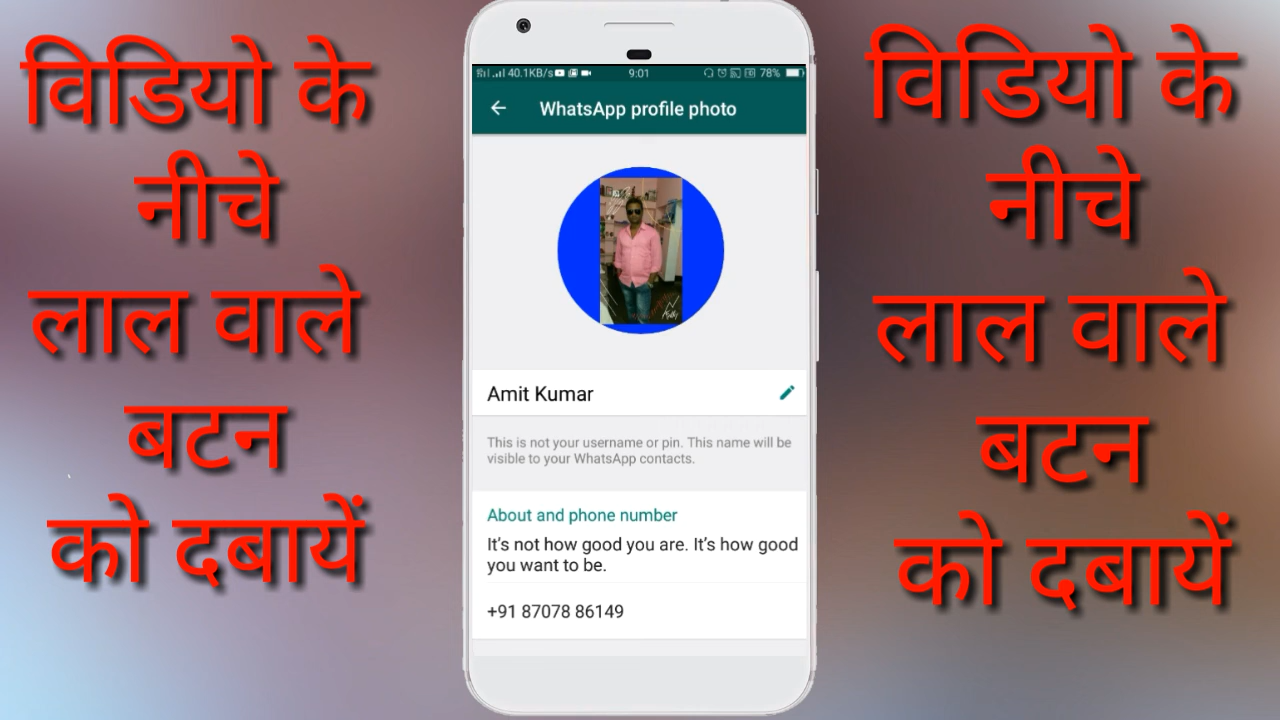 विडियो के
नीचे
लाल वाले
बटन
को दबायें
40.1KB/s 9:01 78%
WhatsApp profile photo
Amit Kumar
This is not your username or pin. This name will be
visible to your WhatsApp contacts.
About and phone number
It's not how good you are. It's how good
you want to be.
+91 87078 86149
विडियो के
नीचे
लाल वाले
बटन
को दबायें